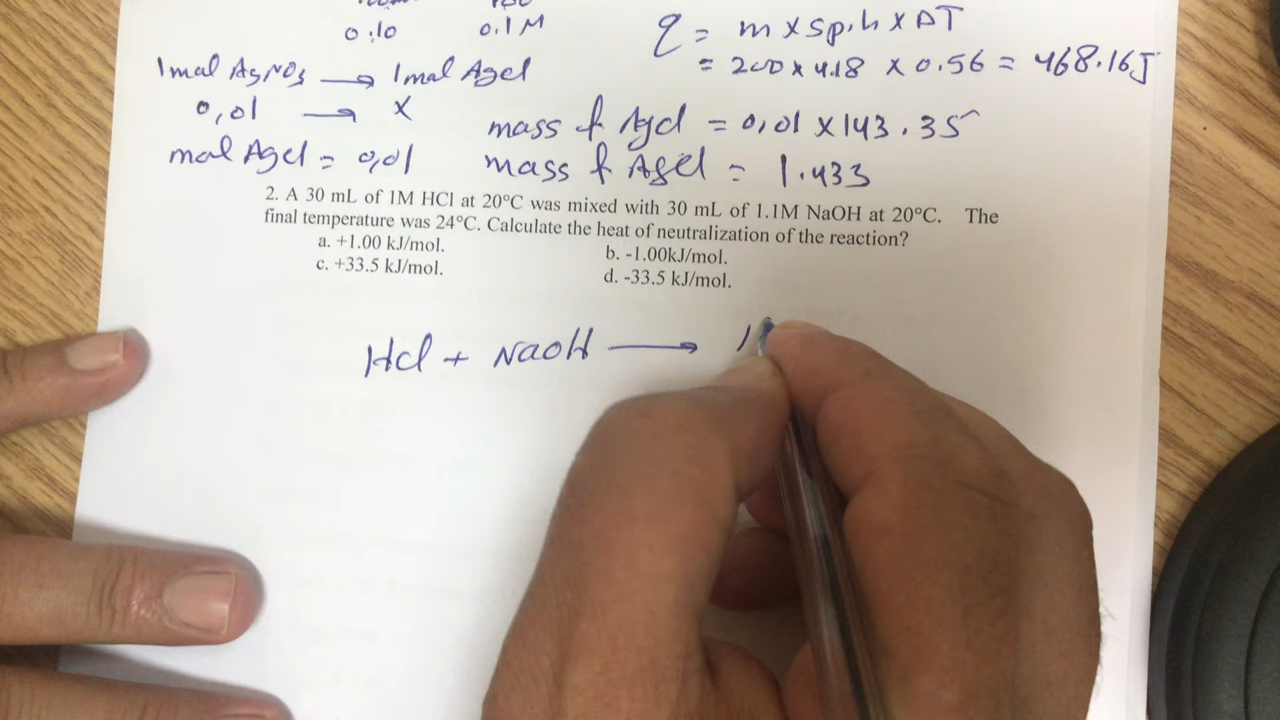 0.10 0.1M
q = m x sp.h x ΔT
= 200 x 4.18 x 0.56 = 468.16J
1mol AgNO3 → 1mol Agcl
0,01 → x
mass of Agcl = 0,01 x 143.35
mol Agcl = 0,01
mass of Agcl = 1.433
2. A 30 mL of 1M HCl at 20°C was mixed with 30 mL of 1.1M NaOH at 20°C. The
final temperature was 24°C. Calculate the heat of neutralization of the reaction?
a. +1.00 kJ/mol. b. -1.00kJ/mol.
c. +33.5 kJ/mol. d. -33.5 kJ/mol.
Hcl + NaOH →